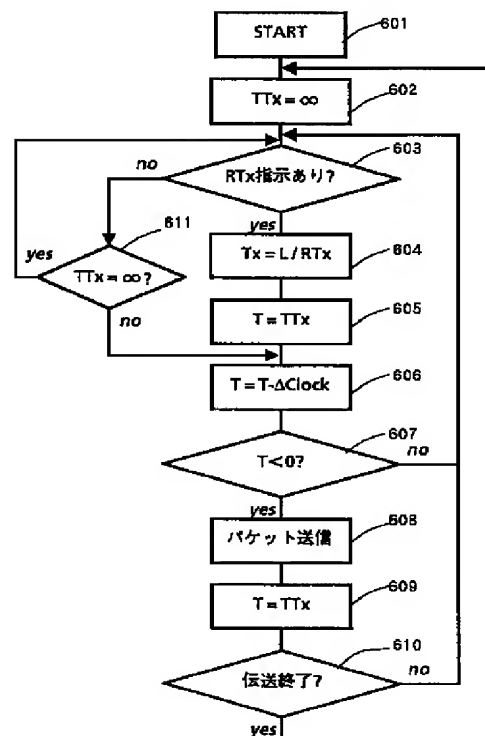 START
601
TTx = ∞
602
603
no
RTx指示あり?
yes
611
yes
TTx = ∞?
no
Tx = L / RTx
604
T = TTx
605
T = T-ΔClock
606
607
T<0?
no
yes
パケット送信
608
T = TTx
609
610
伝送終了?
no
yes